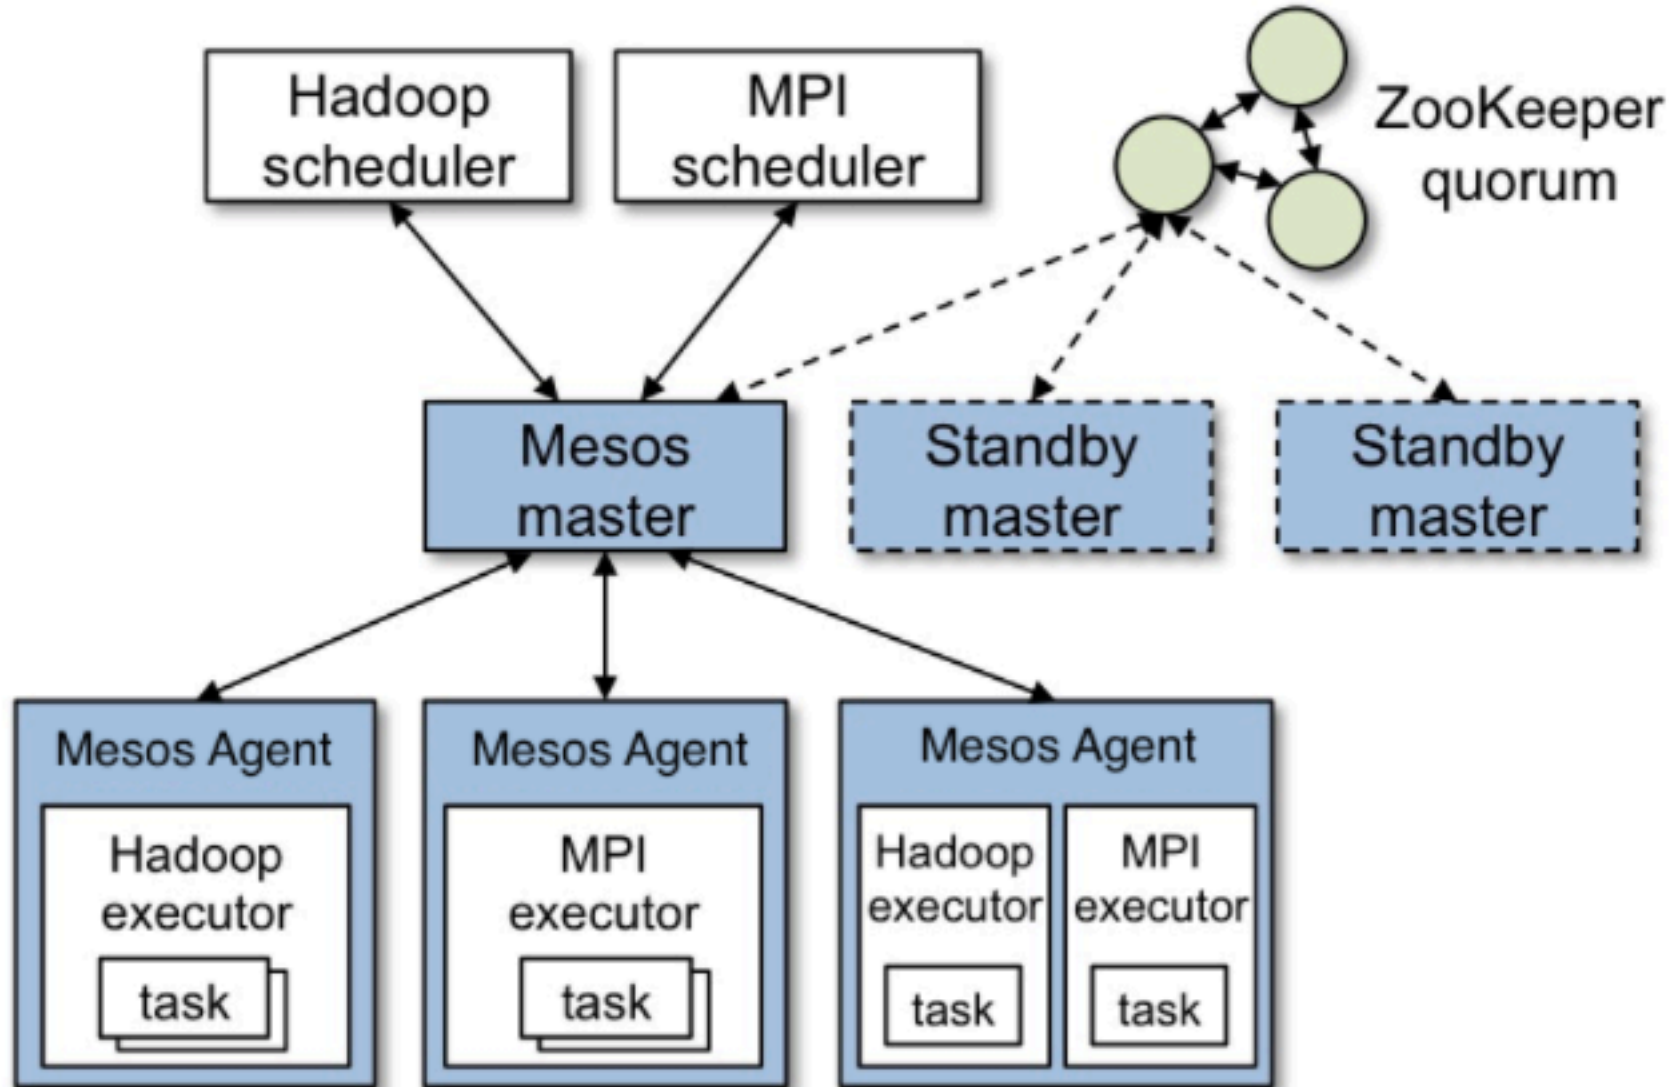 Hadoop
scheduler
MPI
scheduler
ZooKeeper
quorum
Mesos
master
Standby
master
Standby
master
Mesos Agent
Hadoop
executor
task
Mesos Agent
MPI
executor
task
Mesos Agent
Hadoop
executor
task
MPI
executor
task